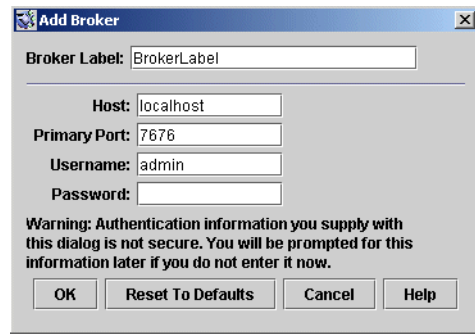 Add Broker
Broker Label: BrokerLabel
Host: localhost
Primary Port: 7676
Username: admin
Password:
Warning: Authentication information you supply with
this dialog is not secure. You will be prompted for this
information later if you do not enter it now.
OK Reset To Defaults Cancel Help